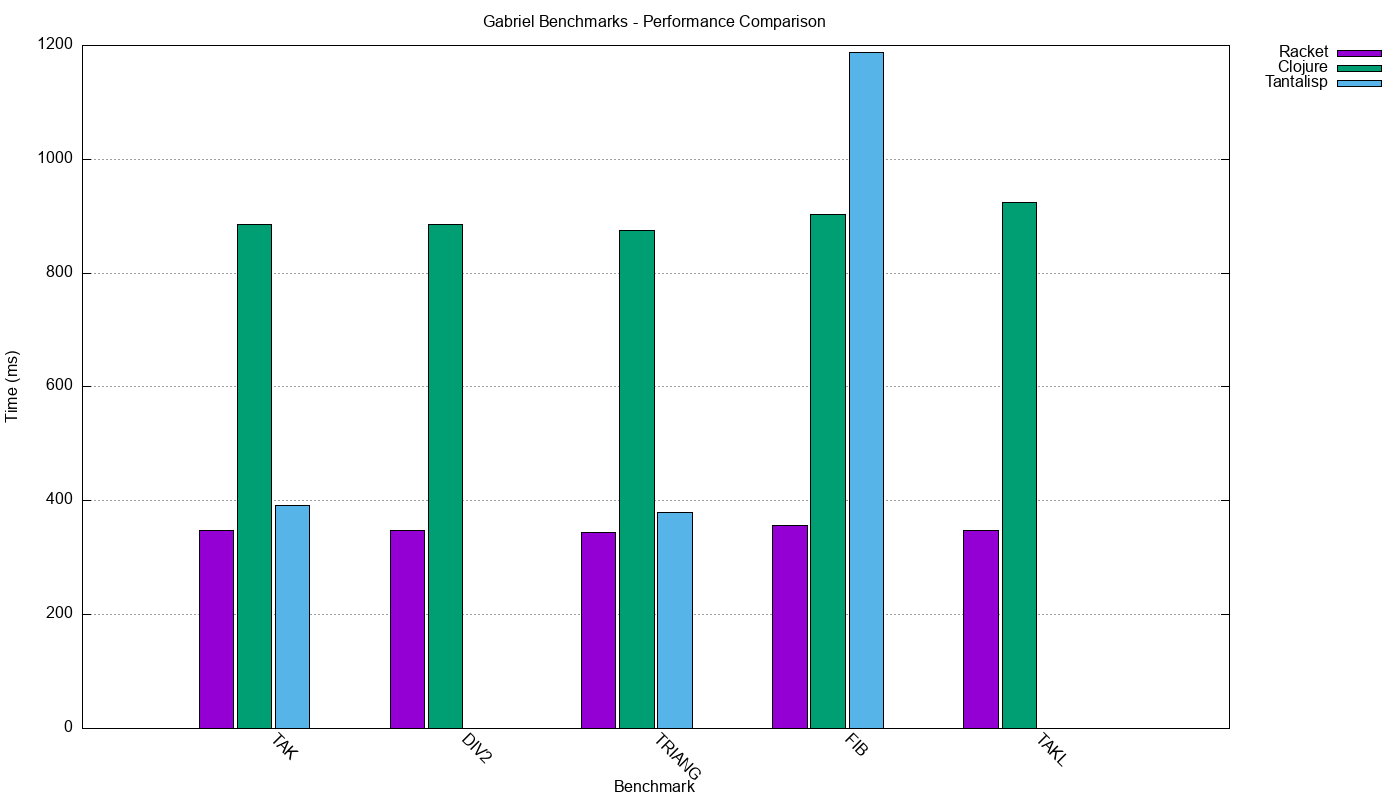 Gabriel Benchmarks - Performance Comparison
Racket
Clojure
Tantalisp
1200
1000
800
600
400
200
0
Time (ms)
TAK
DIV2
TRIANG
FIB
TAKL
Benchmark